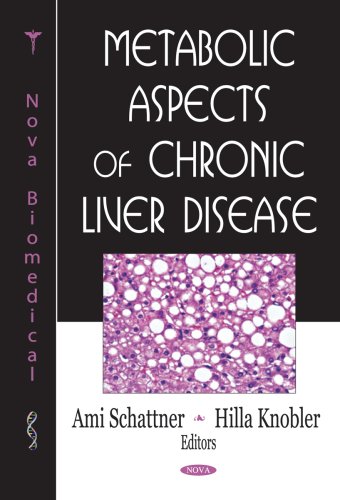 METABOLIC
ASPECTS
OF CHRONIC
LIVER DISEASE
Nova Biomedical
Ami Schattner Hilla Knobler
Editors
NOVA